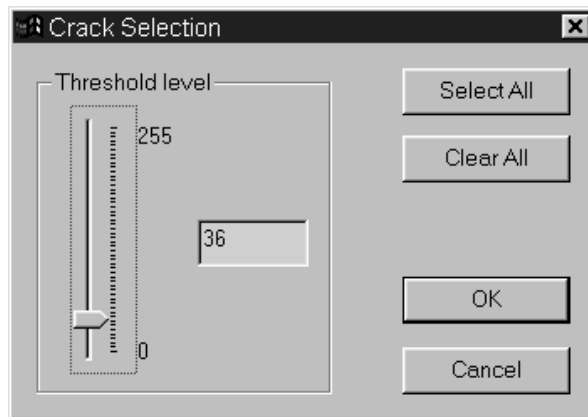 Crack Selection
Threshold level
255
36
0
Select All
Clear All
OK
Cancel